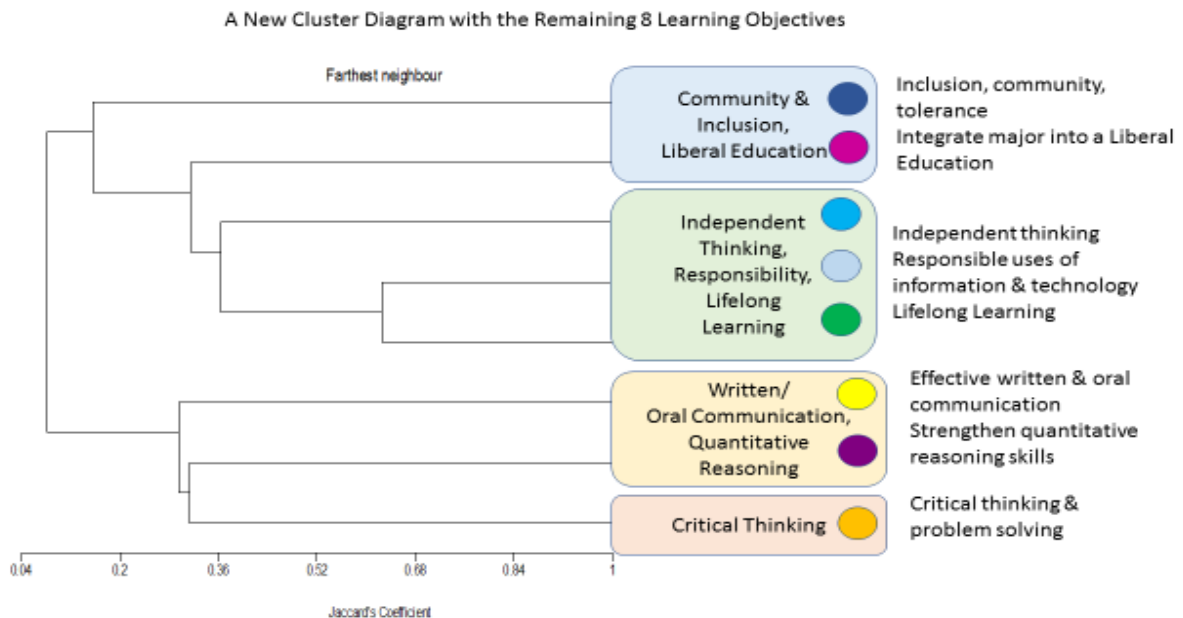 A New Cluster Diagram with the Remaining 8 Learning Objectives
Farthest neighbour
Community &
Inclusion,
Liberal Education
Inclusion, community,
tolerance
Integrate major into a Liberal
Education
Independent
Thinking,
Responsibility,
Lifelong
Learning
Independent thinking
Responsible uses of
information & technology
Lifelong Learning
Written/
Oral Communication,
Quantitative
Reasoning
Effective written & oral
communication
Strengthen quantitative
reasoning skills
Critical Thinking
Critical thinking &
problem solving
0.04 0.2 0.36 0.52 0.68 0.84 1
Jaccard's Coefficient